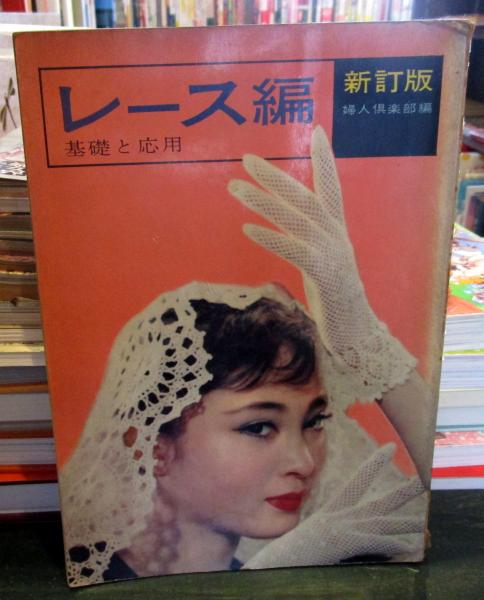 レース編
基礎と応用
新訂版
婦人倶楽部編